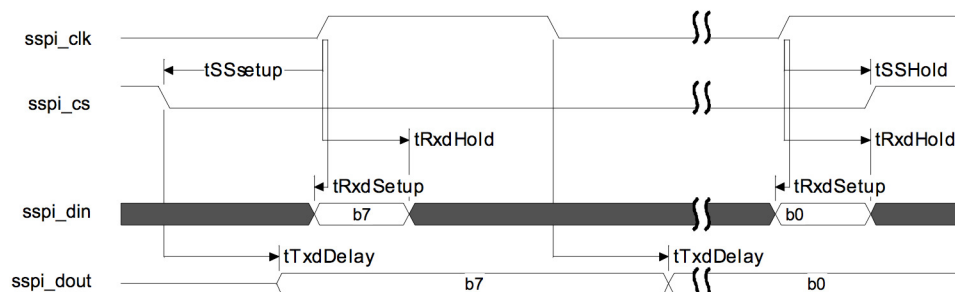 sspi_clk
tSSsetup tSSHold
sspi_cs
tRxdHold tRxdHold
tRxdSetup tRxdSetup
sspi_din b7 b0
tTxdDelay tTxdDelay
sspi_dout b7 b0